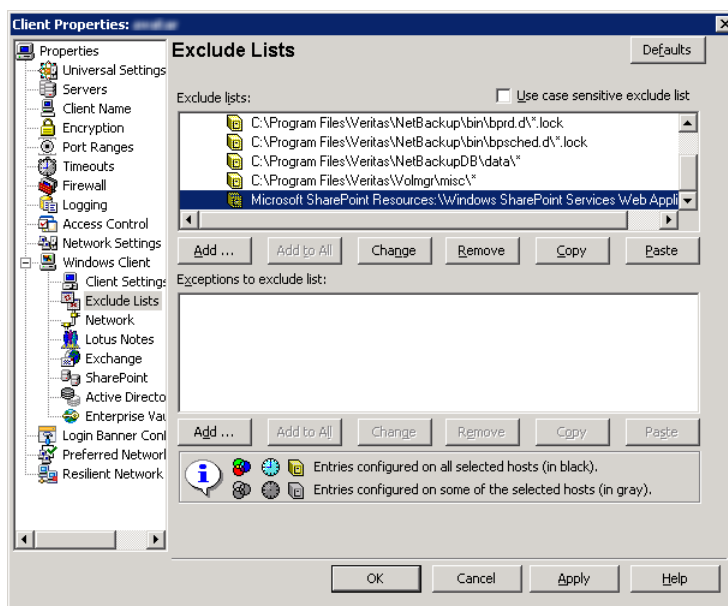 Client Properties:
Properties
Universal Settings
Servers
Client Name
Encryption
Port Ranges
Timeouts
Firewall
Logging
Access Control
Network Settings
Windows Client
Client Settings
Exclude Lists
Network
Lotus Notes
Exchange
SharePoint
Active Directo
Enterprise Vau
Login Banner Conf
Preferred Network
Resilient Network
Exclude Lists
Defaults
Exclude lists:
Use case sensitive exclude list
C:\Program Files\Veritas\NetBackup\bin\bprd.d\*.lock
C:\Program Files\Veritas\NetBackup\bin\bpsched.d\*.lock
C:\Program Files\Veritas\NetBackupDB\data\*
C:\Program Files\Veritas\Volmgr\misc\*
Microsoft SharePoint Resources:\Windows SharePoint Services Web Appli
Add ...
Add to All
Change
Remove
Copy
Paste
Exceptions to exclude list:
Add ...
Add to All
Change
Remove
Copy
Paste
Entries configured on all selected hosts (in black).
Entries configured on some of the selected hosts (in gray).
OK
Cancel
Apply
Help